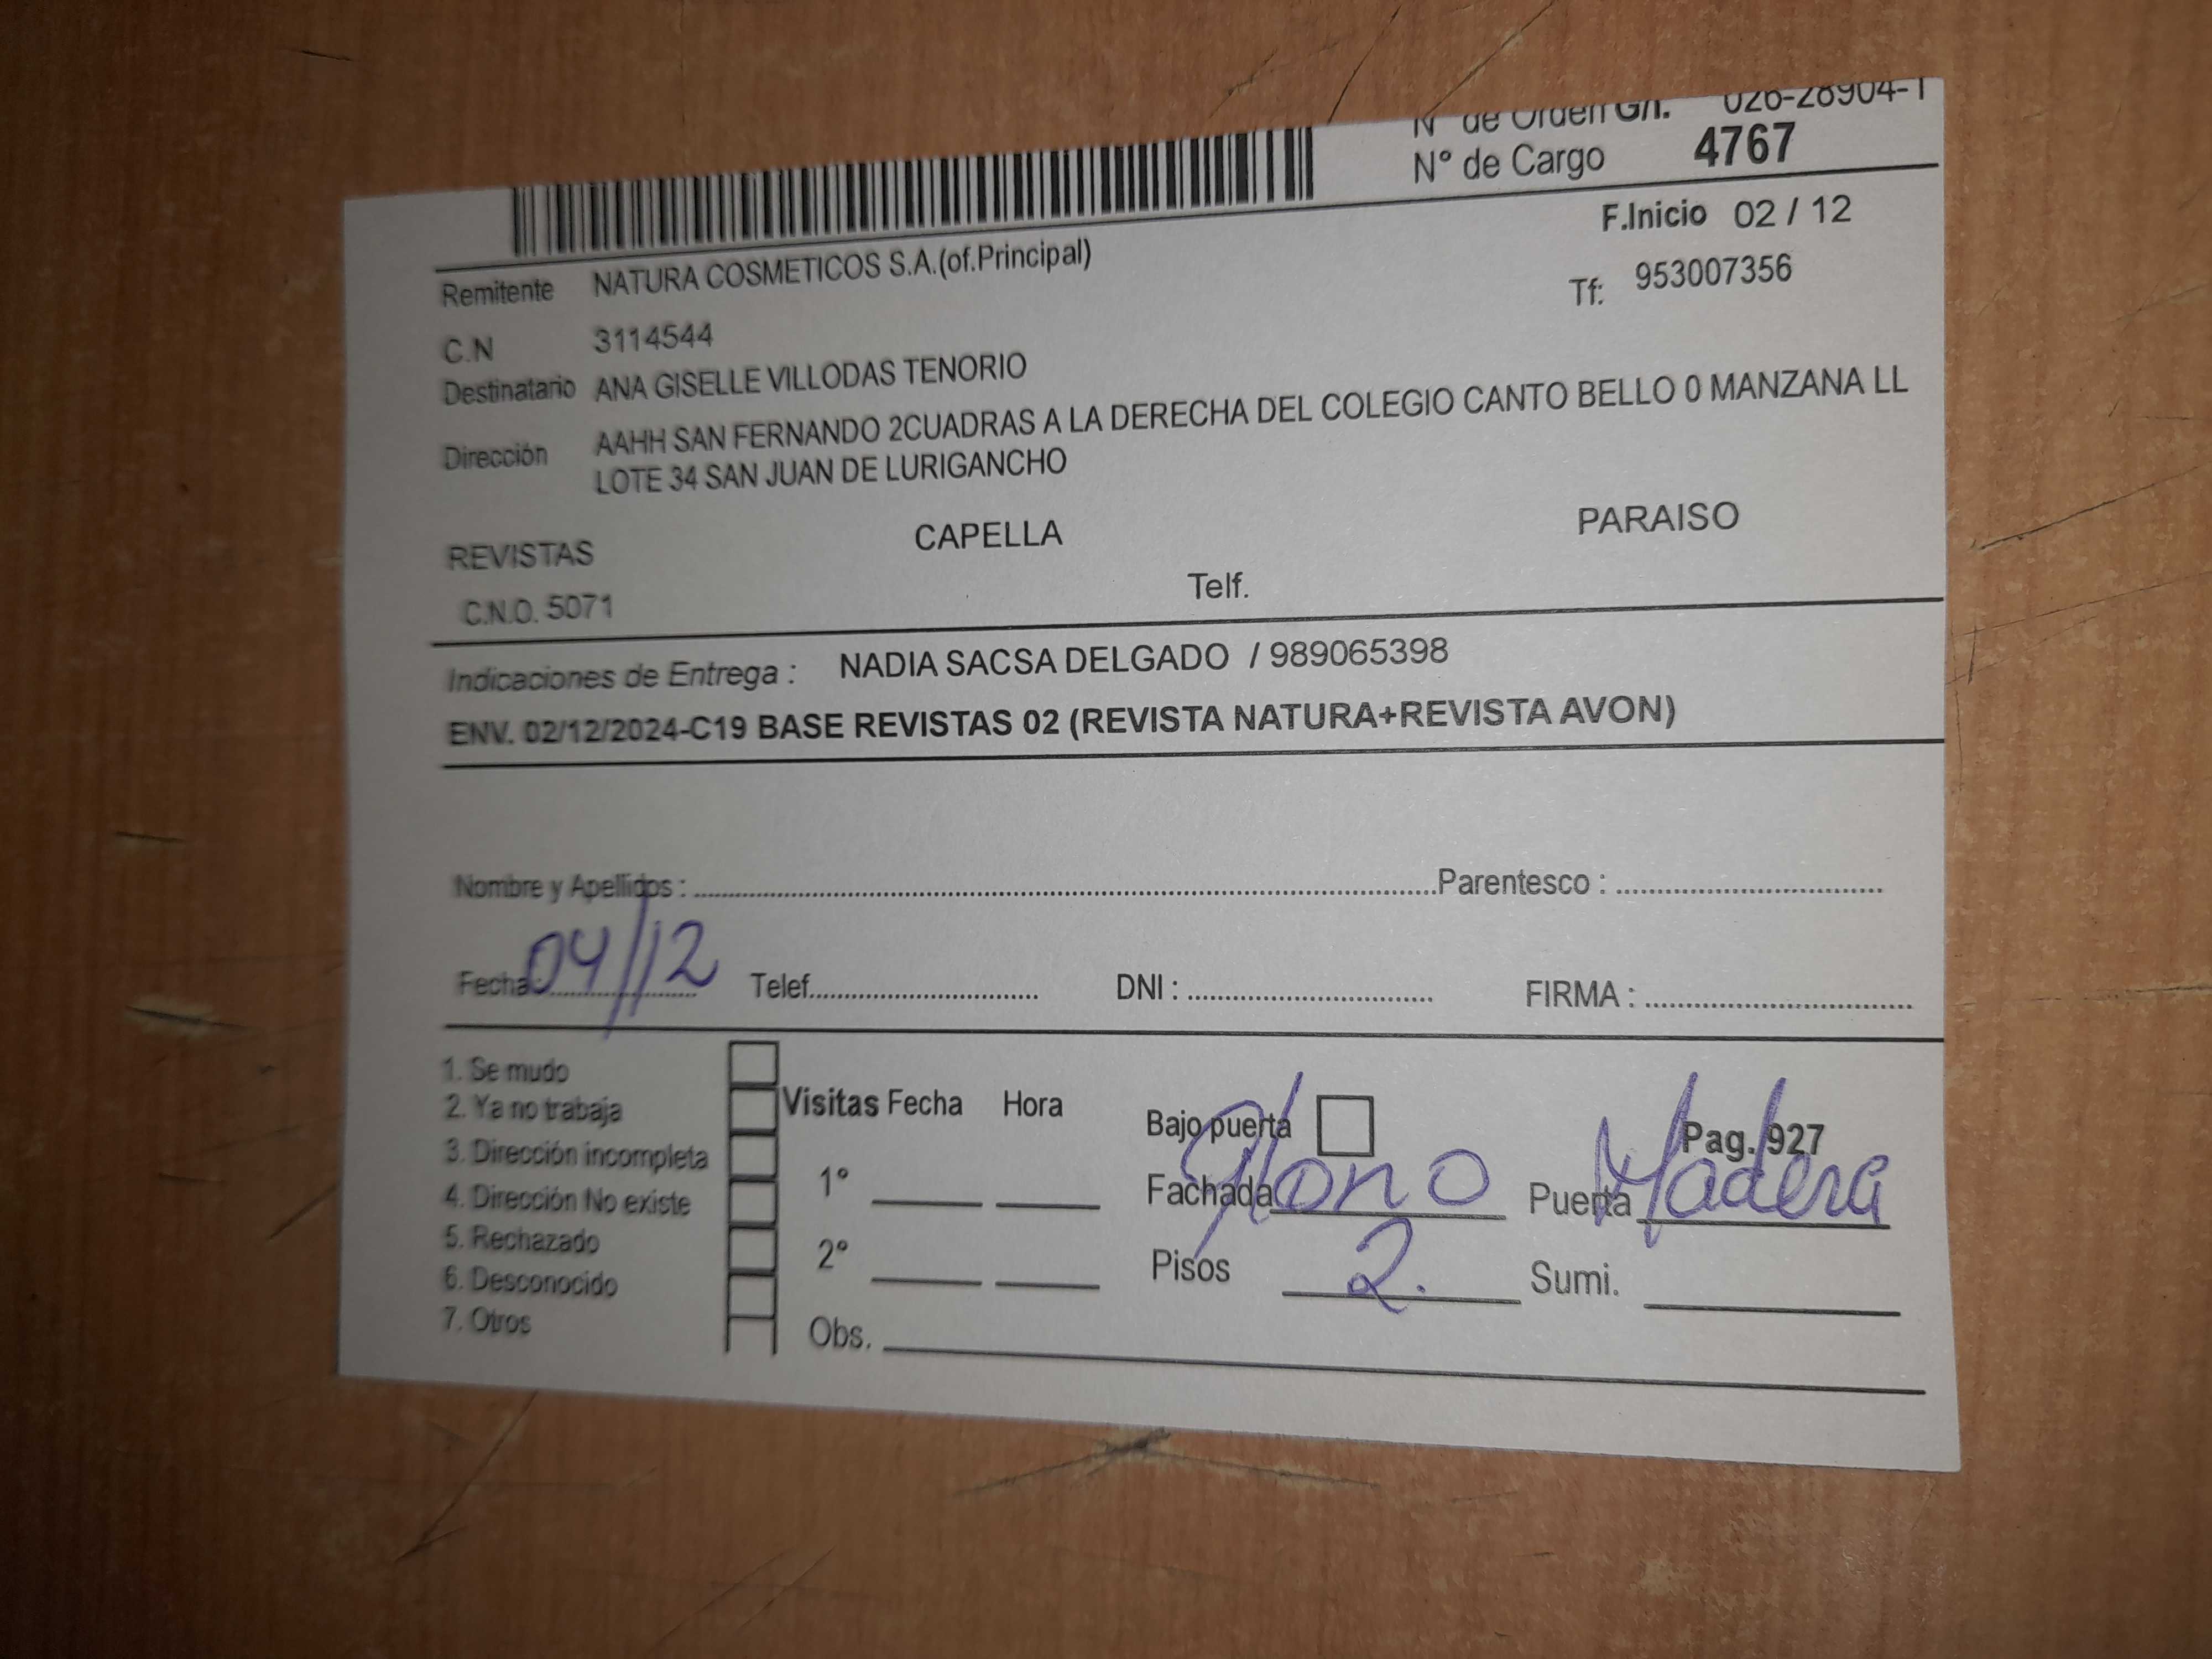 N° de Orden G/I. 026-28904-1
N° de Cargo 4767
F.Inicio 02 / 12
Remitente NATURA COSMETICOS S.A.(of.Principal)
Tf: 953007356
C.N 3114544
Destinatario ANA GISELLE VILLODAS TENORIO
Dirección AAHH SAN FERNANDO 2CUADRAS A LA DERECHA DEL COLEGIO CANTO BELLO 0 MANZANA LL
LOTE 34 SAN JUAN DE LURIGANCHO
REVISTAS CAPELLA PARAISO
C.N.O. 5071 Telf.
Indicaciones de Entrega : NADIA SACSA DELGADO / 989065398
ENV. 02/12/2024-C19 BASE REVISTAS 02 (REVISTA NATURA+REVISTA AVON)
Nombre y Apellidos : Parentesco :
Fecha: 04/12 Telef. DNI : FIRMA :
1. Se mudo
2. Ya no trabaja
3. Dirección incompleta
4. Dirección No existe
5. Rechazado
6. Desconocido
7. Otros
Visitas Fecha Hora
1°
2°
Obs.
Bajo puerta Pag. 927
Fachada Puerta Madera
Pisos 2. Sumi.